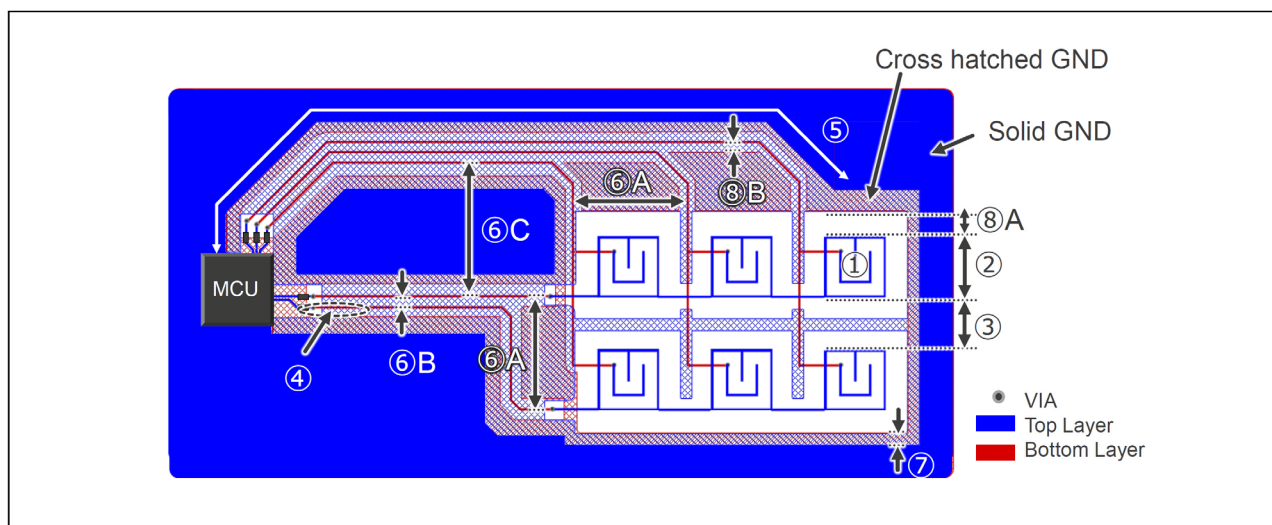 Cross hatched GND
Solid GND
⑤
⑥A
⑧B
⑧A
⑥C
①
②
MCU
③
④
⑥B
⑥A
VIA
Top Layer
Bottom Layer
⑦